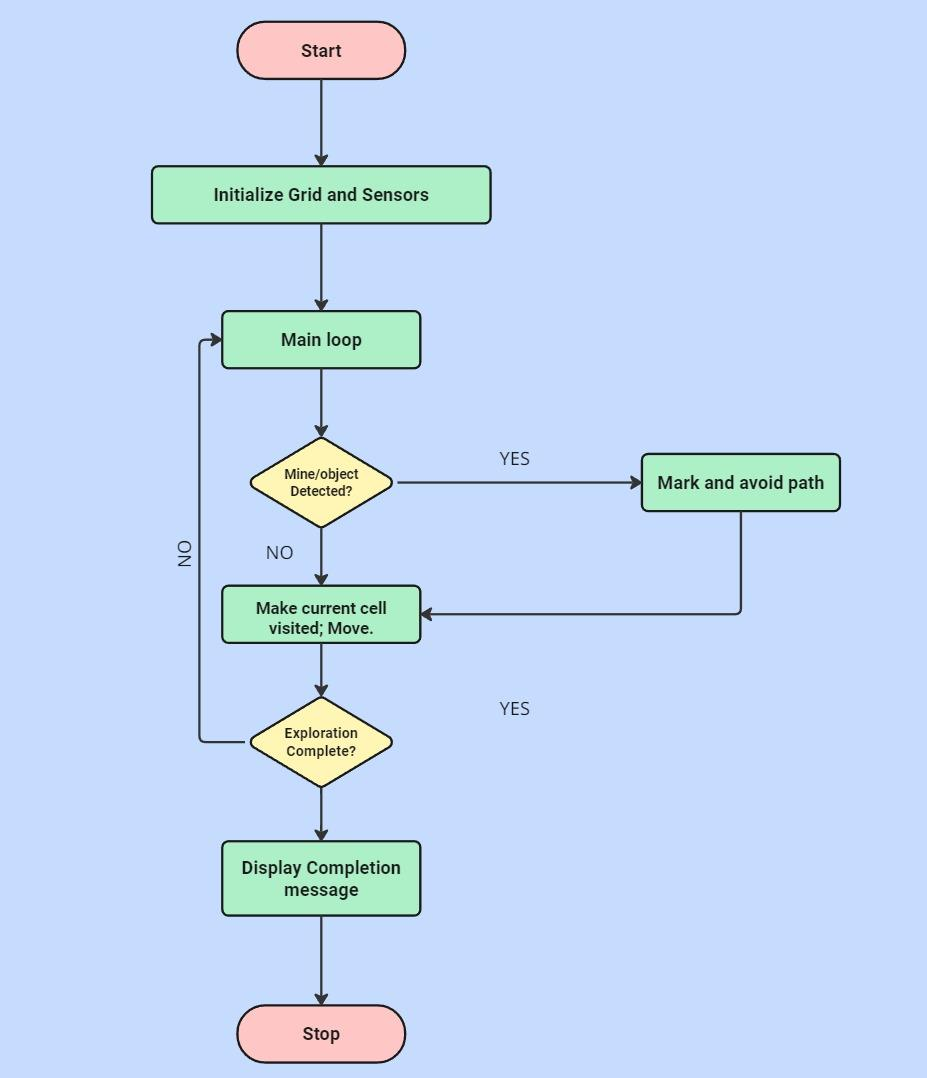 Start
Initialize Grid and Sensors
Main loop
Mine/object
Detected?
YES
Mark and avoid path
NO
NO
Make current cell
visited; Move.
YES
Exploration
Complete?
Display Completion
message
Stop